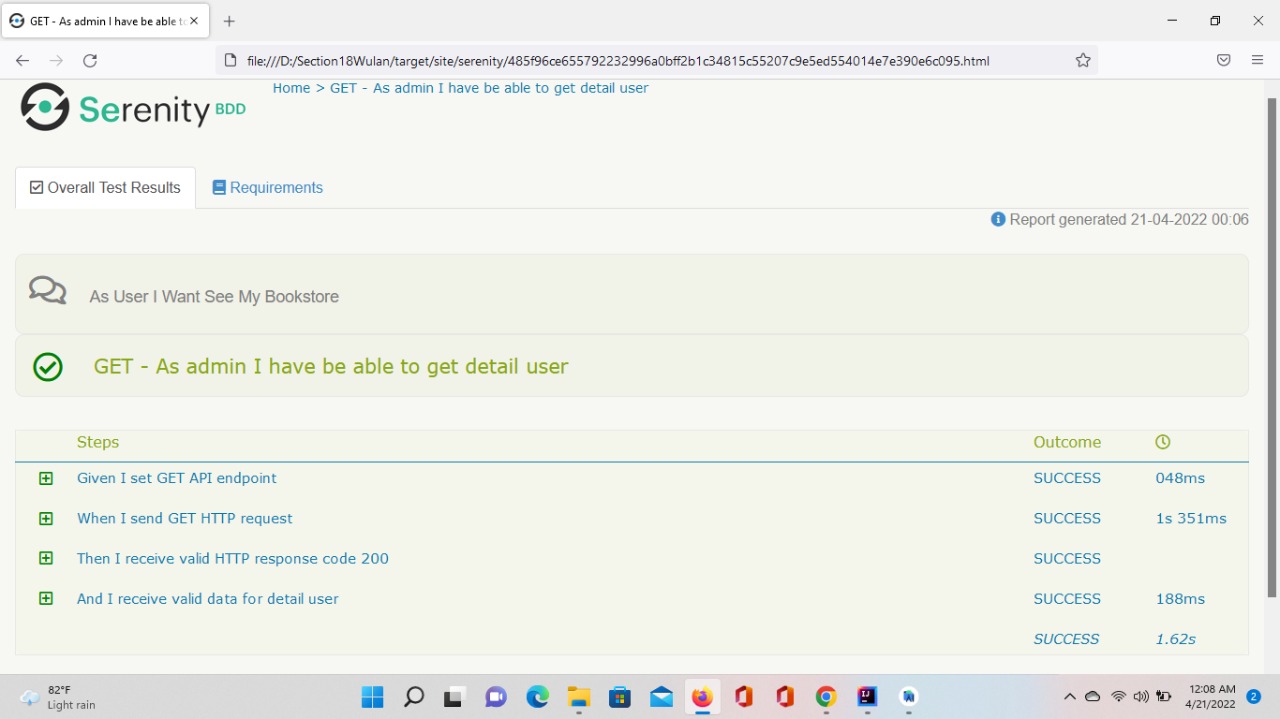 GET - As admin I have be able to
file:///D:/Section18Wulan/target/site/serenity/485f96ce655792232996a0bff2b1c34815c55207c9e5ed554014e7e390e6c095.html
Serenity BDD
Home > GET - As admin I have be able to get detail user
Overall Test Results
Requirements
Report generated 21-04-2022 00:06
As User I Want See My Bookstore
GET - As admin I have be able to get detail user
Steps Outcome
Given I set GET API endpoint SUCCESS 048ms
When I send GET HTTP request SUCCESS 1s 351ms
Then I receive valid HTTP response code 200 SUCCESS
And I receive valid data for detail user SUCCESS 188ms
SUCCESS 1.62s
82°F
Light rain
12:08 AM
4/21/2022
2